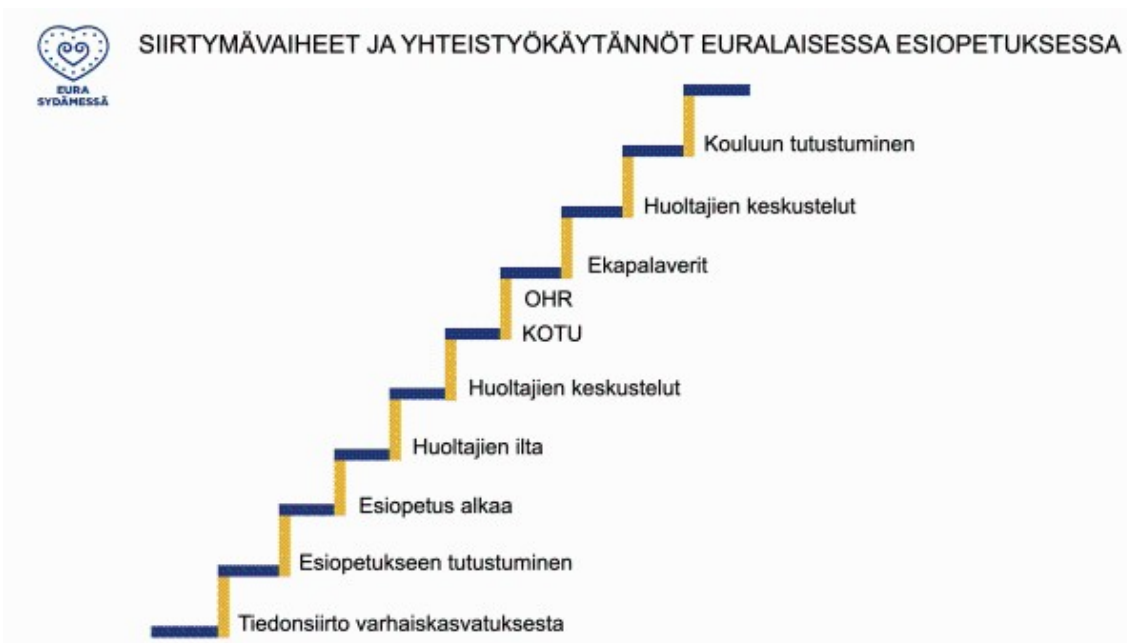 SIIRTYMÄVAIHEET JA YHTEISTYÖKÄYTÄNNÖT EURALAISESSA ESIOPETUKSESSA
EURA
SYDÄMESSÄ
Kouluun tutustuminen
Huoltajien keskustelut
Ekapalaverit
OHR
KOTU
Huoltajien keskustelut
Huoltajien ilta
Esiopetus alkaa
Esiopetukseen tutustuminen
Tiedonsiirto varhaiskasvatuksesta